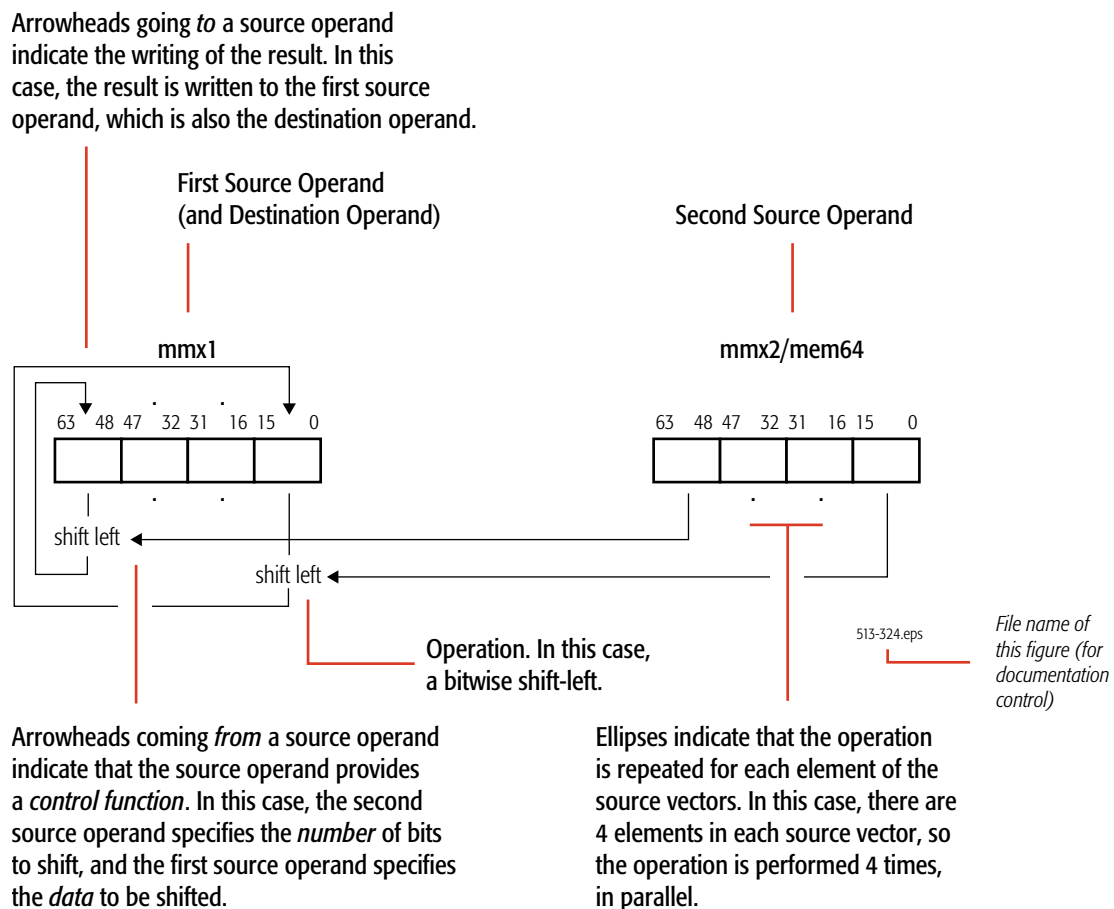 Arrowheads going to a source operand
indicate the writing of the result. In this
case, the result is written to the first source
operand, which is also the destination operand.
First Source Operand
(and Destination Operand)
Second Source Operand
mmx1
mmx2/mem64
. .
63 48 47 32 31 16 15 0
63 48 47 32 31 16 15 0
. .
. .
shift left
shift left
Operation. In this case,
a bitwise shift-left.
513-324.eps
File name of
this figure (for
documentation
control)
Arrowheads coming from a source operand
indicate that the source operand provides
a control function. In this case, the second
source operand specifies the number of bits
to shift, and the first source operand specifies
the data to be shifted.
Ellipses indicate that the operation
is repeated for each element of the
source vectors. In this case, there are
4 elements in each source vector, so
the operation is performed 4 times,
in parallel.